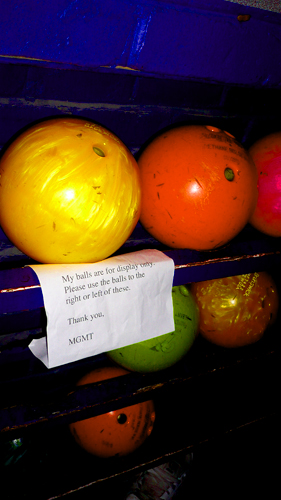 My balls are for display only.
Please use the balls to the
right or left of these.
Thank you,
MGMT